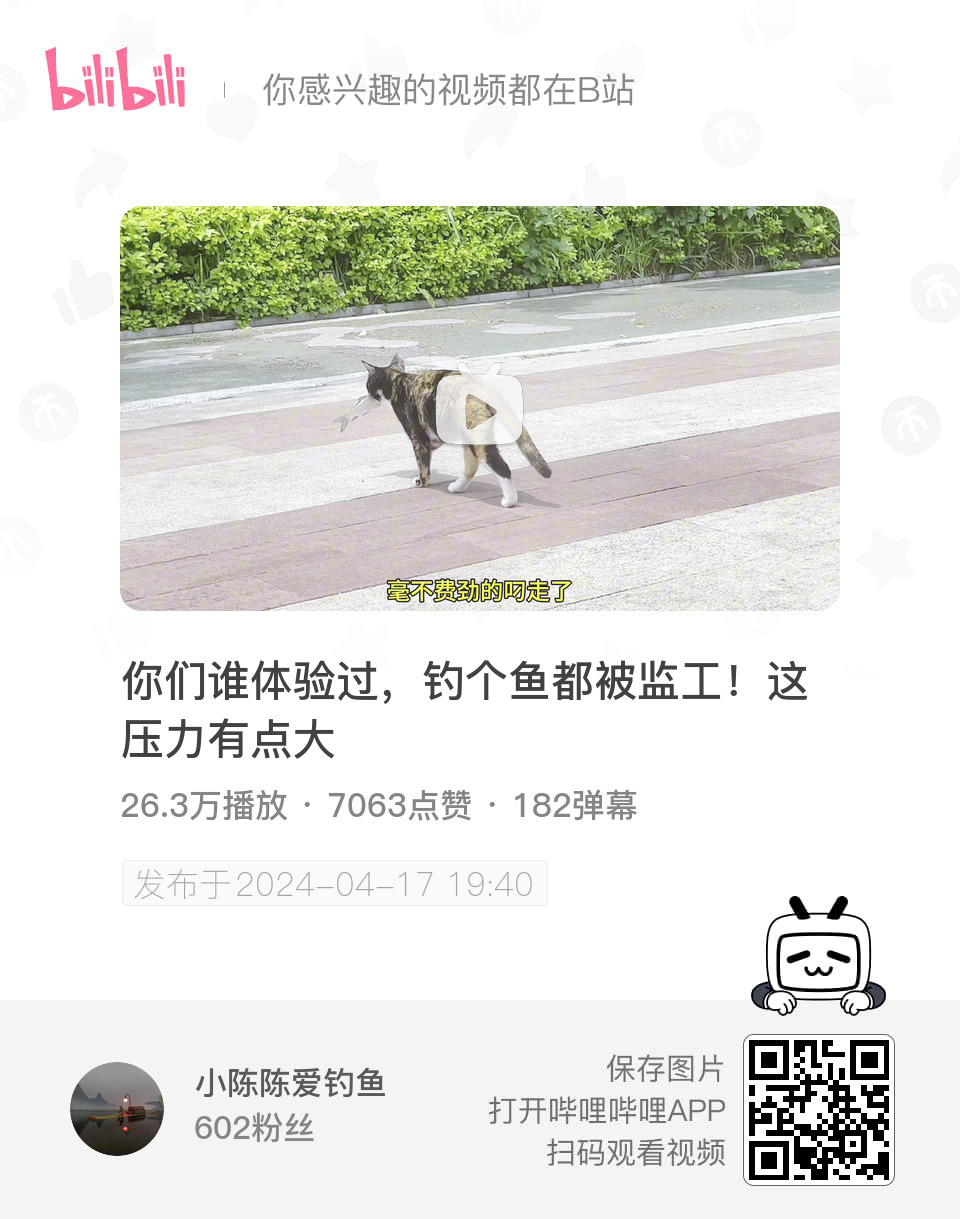 bilibili
你感兴趣的视频都在B站
毫不费劲的叼走了
你们谁体验过，钓个鱼都被监工！这
压力有点大
26.3万播放 · 7063点赞 · 182弹幕
发布于2024-04-17 19:40
小陈陈爱钓鱼
602粉丝
保存图片
打开哔哩哔哩APP
扫码观看视频